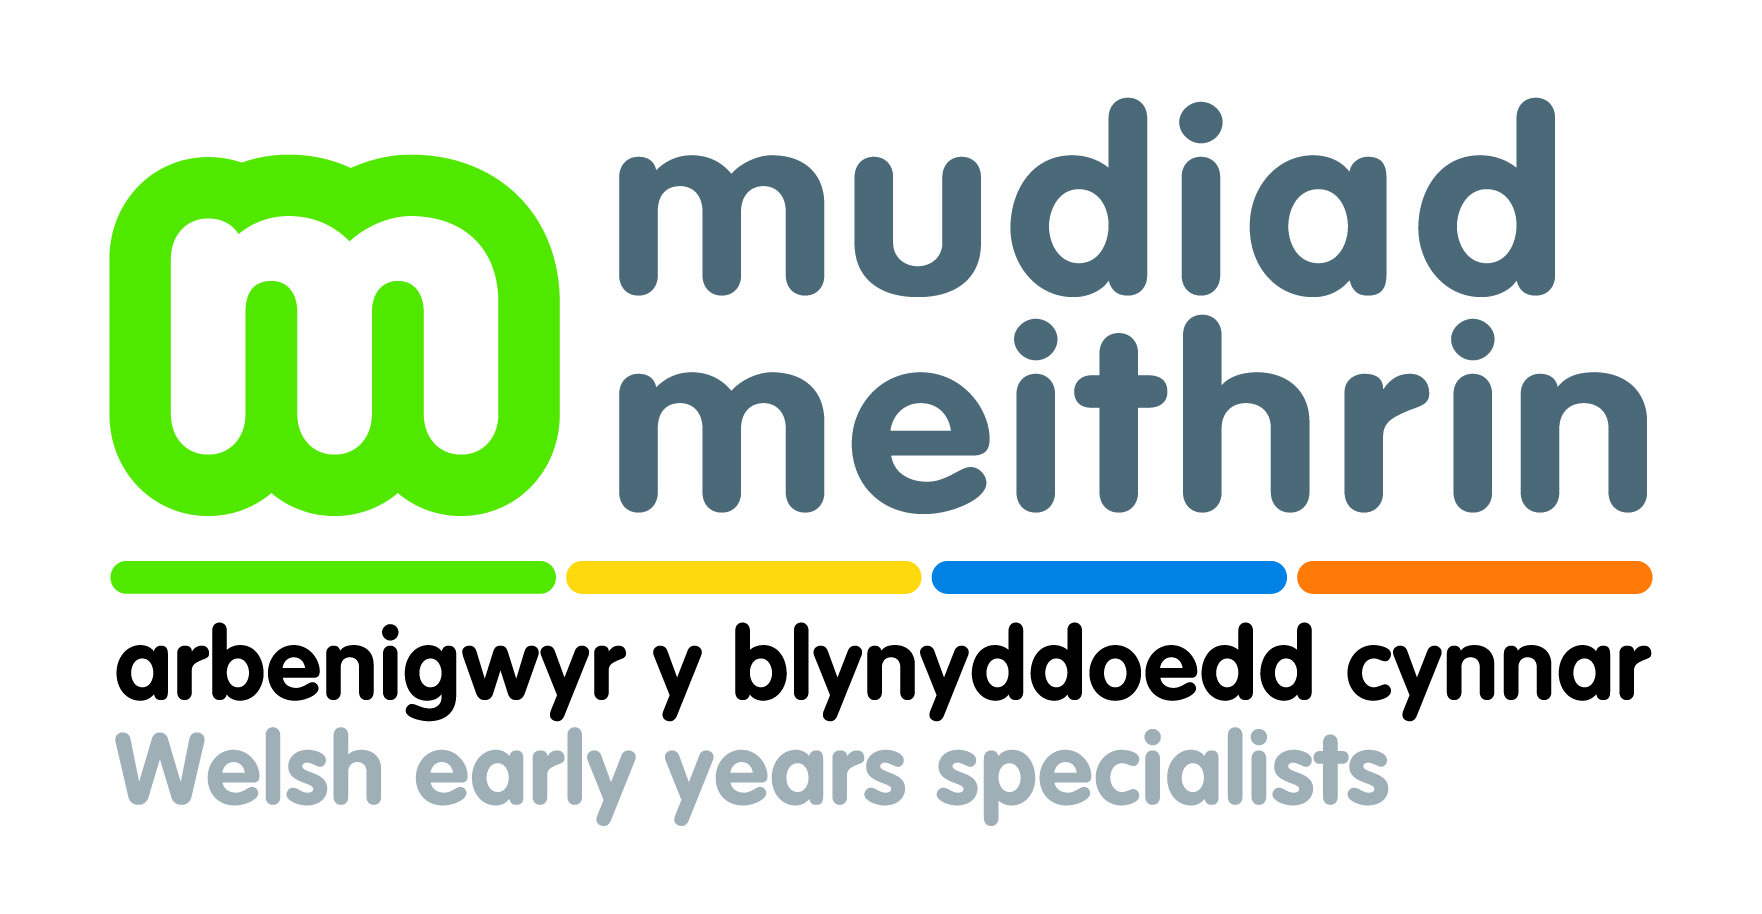 m
mudiad
meithrin
arbenigwyr y blynyddoedd cynnar
Welsh early years specialists